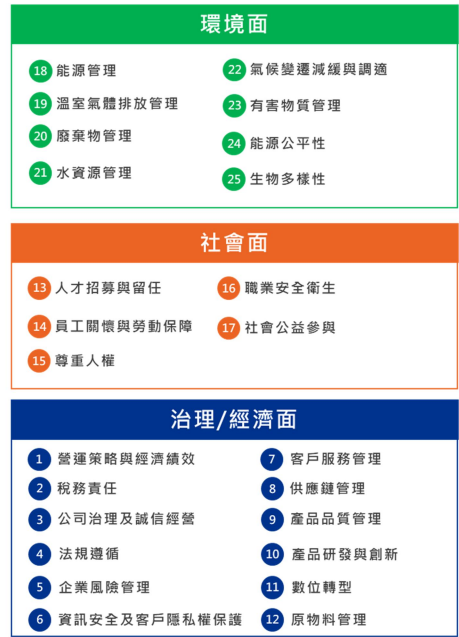 環境面
18 能源管理
19 溫室氣體排放管理
20 廢棄物管理
21 水資源管理
22 氣候變遷減緩與調適
23 有害物質管理
24 能源公平性
25 生物多樣性
社會面
13 人才招募與留任
14 員工關懷與勞動保障
15 尊重人權
16 職業安全衛生
17 社會公益參與
治理/經濟面
1 營運策略與經濟績效
2 稅務責任
3 公司治理及誠信經營
4 法規遵循
5 企業風險管理
6 資訊安全及客戶隱私權保護
7 客戶服務管理
8 供應鏈管理
9 產品品質管理
10 產品研發與創新
11 數位轉型
12 原物料管理